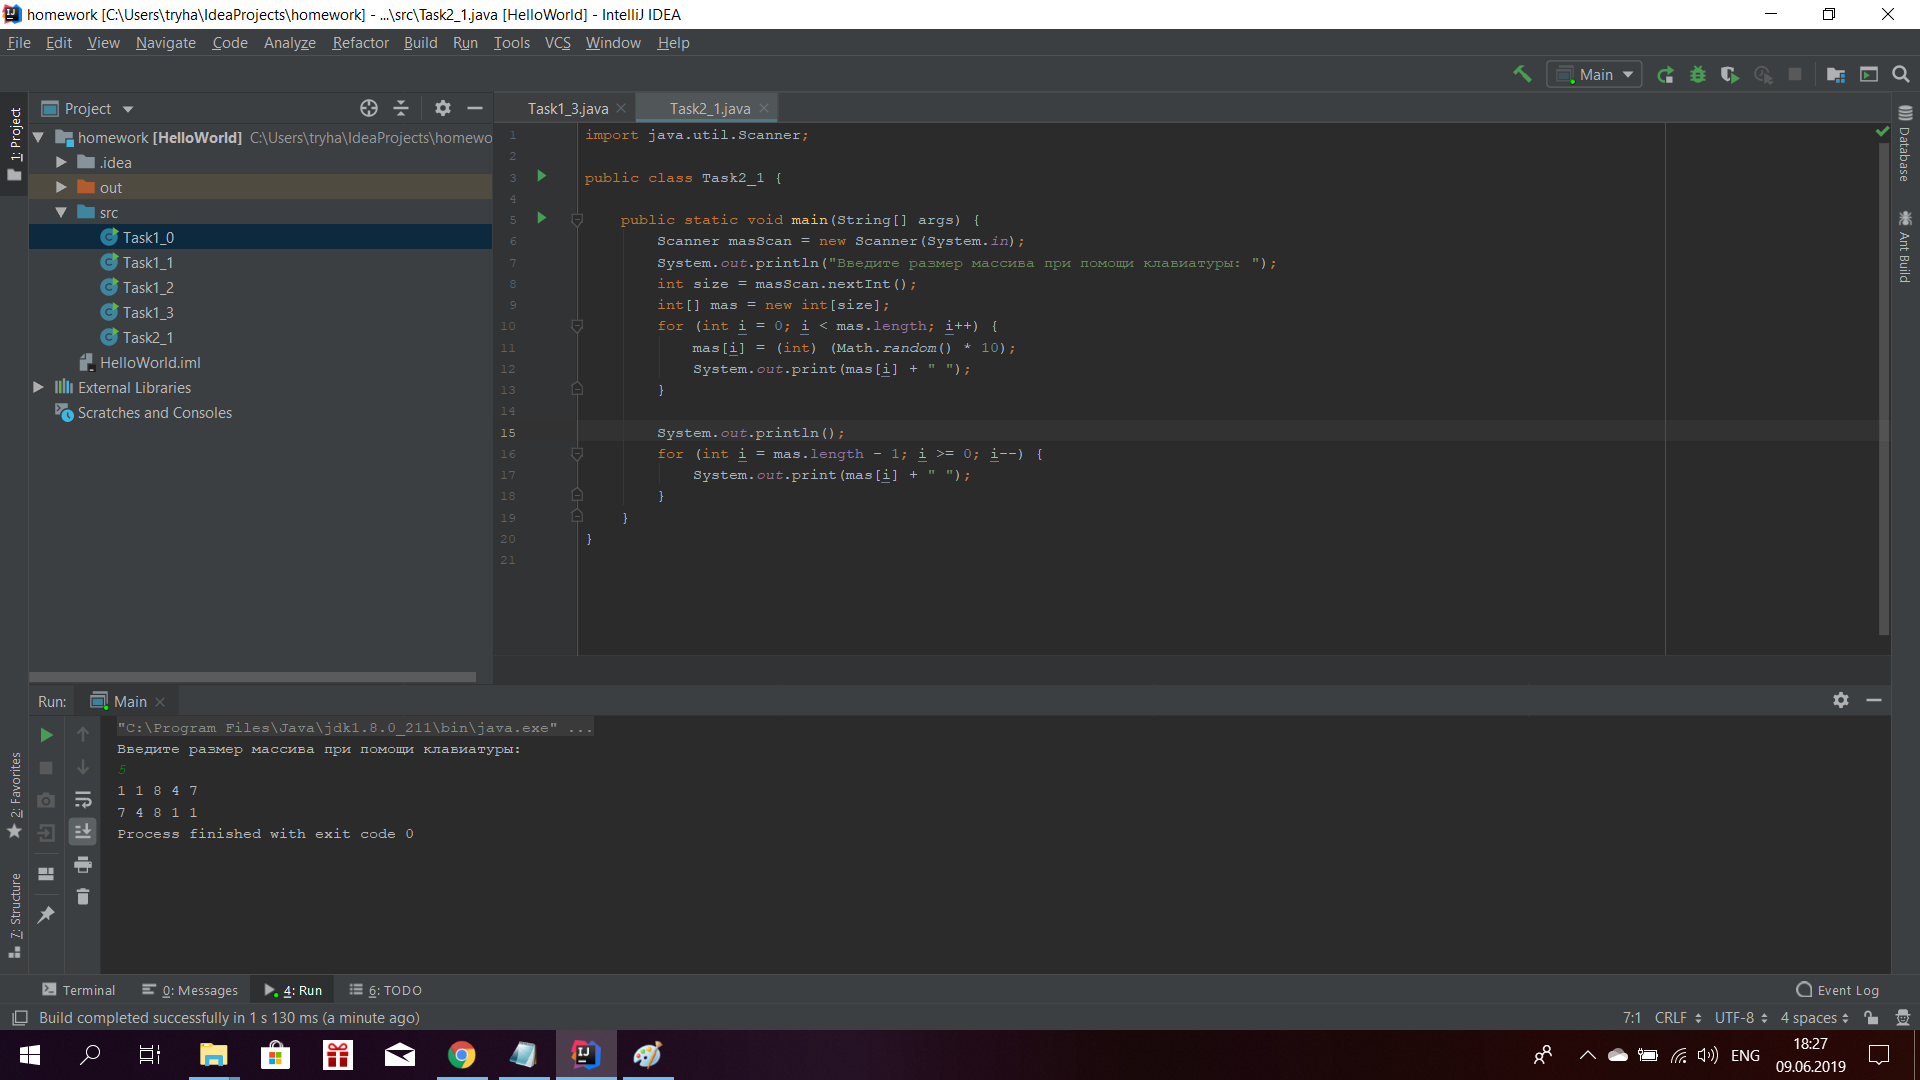 homework [C:\Users\tryha\IdeaProjects\homework] - ...\src\Task2_1.java [HelloWorld] - IntelliJ IDEA
File Edit View Navigate Code Analyze Refactor Build Run Tools VCS Window Help
Main
1: Project
Project
homework [HelloWorld] C:\Users\tryha\IdeaProjects\homewo
.idea
out
src
Task1_0
Task1_1
Task1_2
Task1_3
Task2_1
HelloWorld.iml
External Libraries
Scratches and Consoles
Task1_3.java
Task2_1.java
1 import java.util.Scanner;
2
3 public class Task2_1 {
4
5 public static void main(String[] args) {
6 Scanner masScan = new Scanner(System.in);
7 System.out.println("Введите размер массива при помощи клавиатуры: ");
8 int size = masScan.nextInt();
9 int[] mas = new int[size];
10 for (int i = 0; i < mas.length; i++) {
11 mas[i] = (int) (Math.random() * 10);
12 System.out.print(mas[i] + " ");
13 }
14
15 System.out.println();
16 for (int i = mas.length - 1; i >= 0; i--) {
17 System.out.print(mas[i] + " ");
18 }
19 }
20 }
21
Database
Ant Build
Run: Main
"C:\Program Files\Java\jdk1.8.0_211\bin\java.exe" ...
Введите размер массива при помощи клавиатуры:
5
1 1 8 4 7
7 4 8 1 1
Process finished with exit code 0
2: Favorites
7: Structure
Terminal 0: Messages 4: Run 6: TODO Event Log
Build completed successfully in 1 s 130 ms (a minute ago) 7:1 CRLF UTF-8 4 spaces
ENG
18:27
09.06.2019